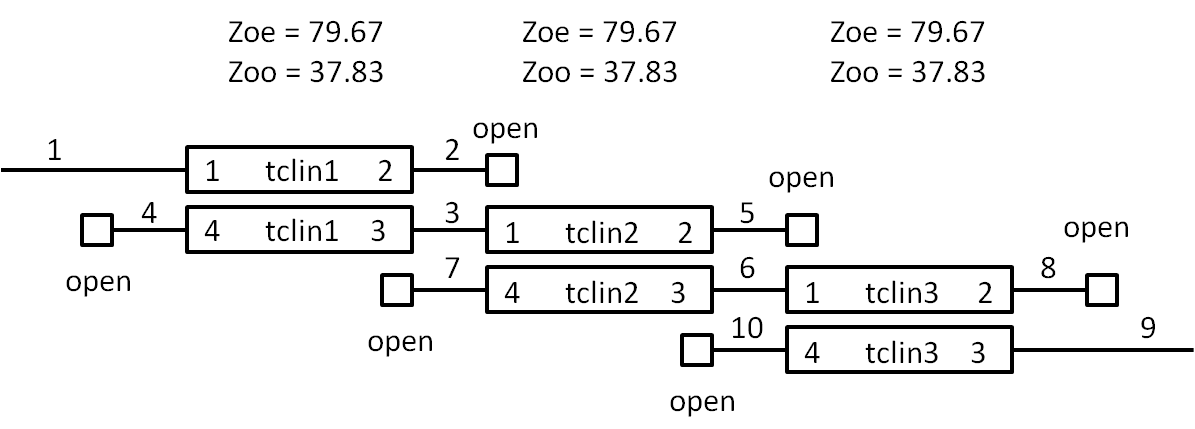 Zoe = 79.67 Zoe = 79.67 Zoe = 79.67
Zoo = 37.83 Zoo = 37.83 Zoo = 37.83
open
1 2
1 tclin1 2
open
4 3 5
4 tclin1 3 1 tclin2 2
open
open
7 6 8
4 tclin2 3 1 tclin3 2
open
10 9
4 tclin3 3
open